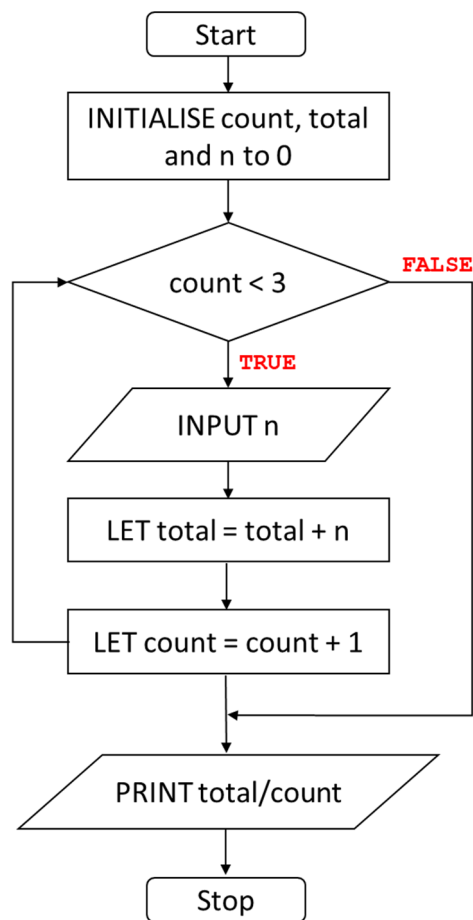 Start
INITIALISE count, total
and n to 0
count < 3
FALSE
TRUE
INPUT n
LET total = total + n
LET count = count + 1
PRINT total/count
Stop